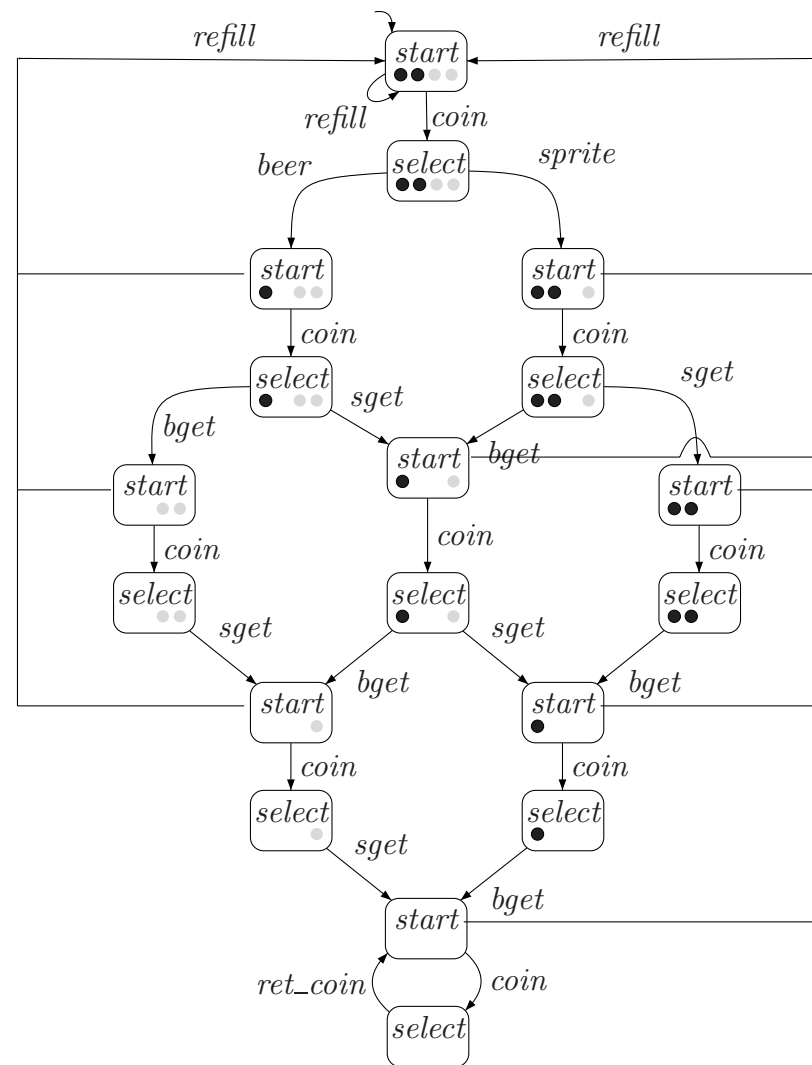 refill refill
start
refill coin
select
beer sprite
start start
coin coin
select select
sget sget
bget
start bget
start start
coin coin coin
select select select
sget sget
bget bget
start start
coin coin
select select
sget
bget
start
ret_coin coin
select